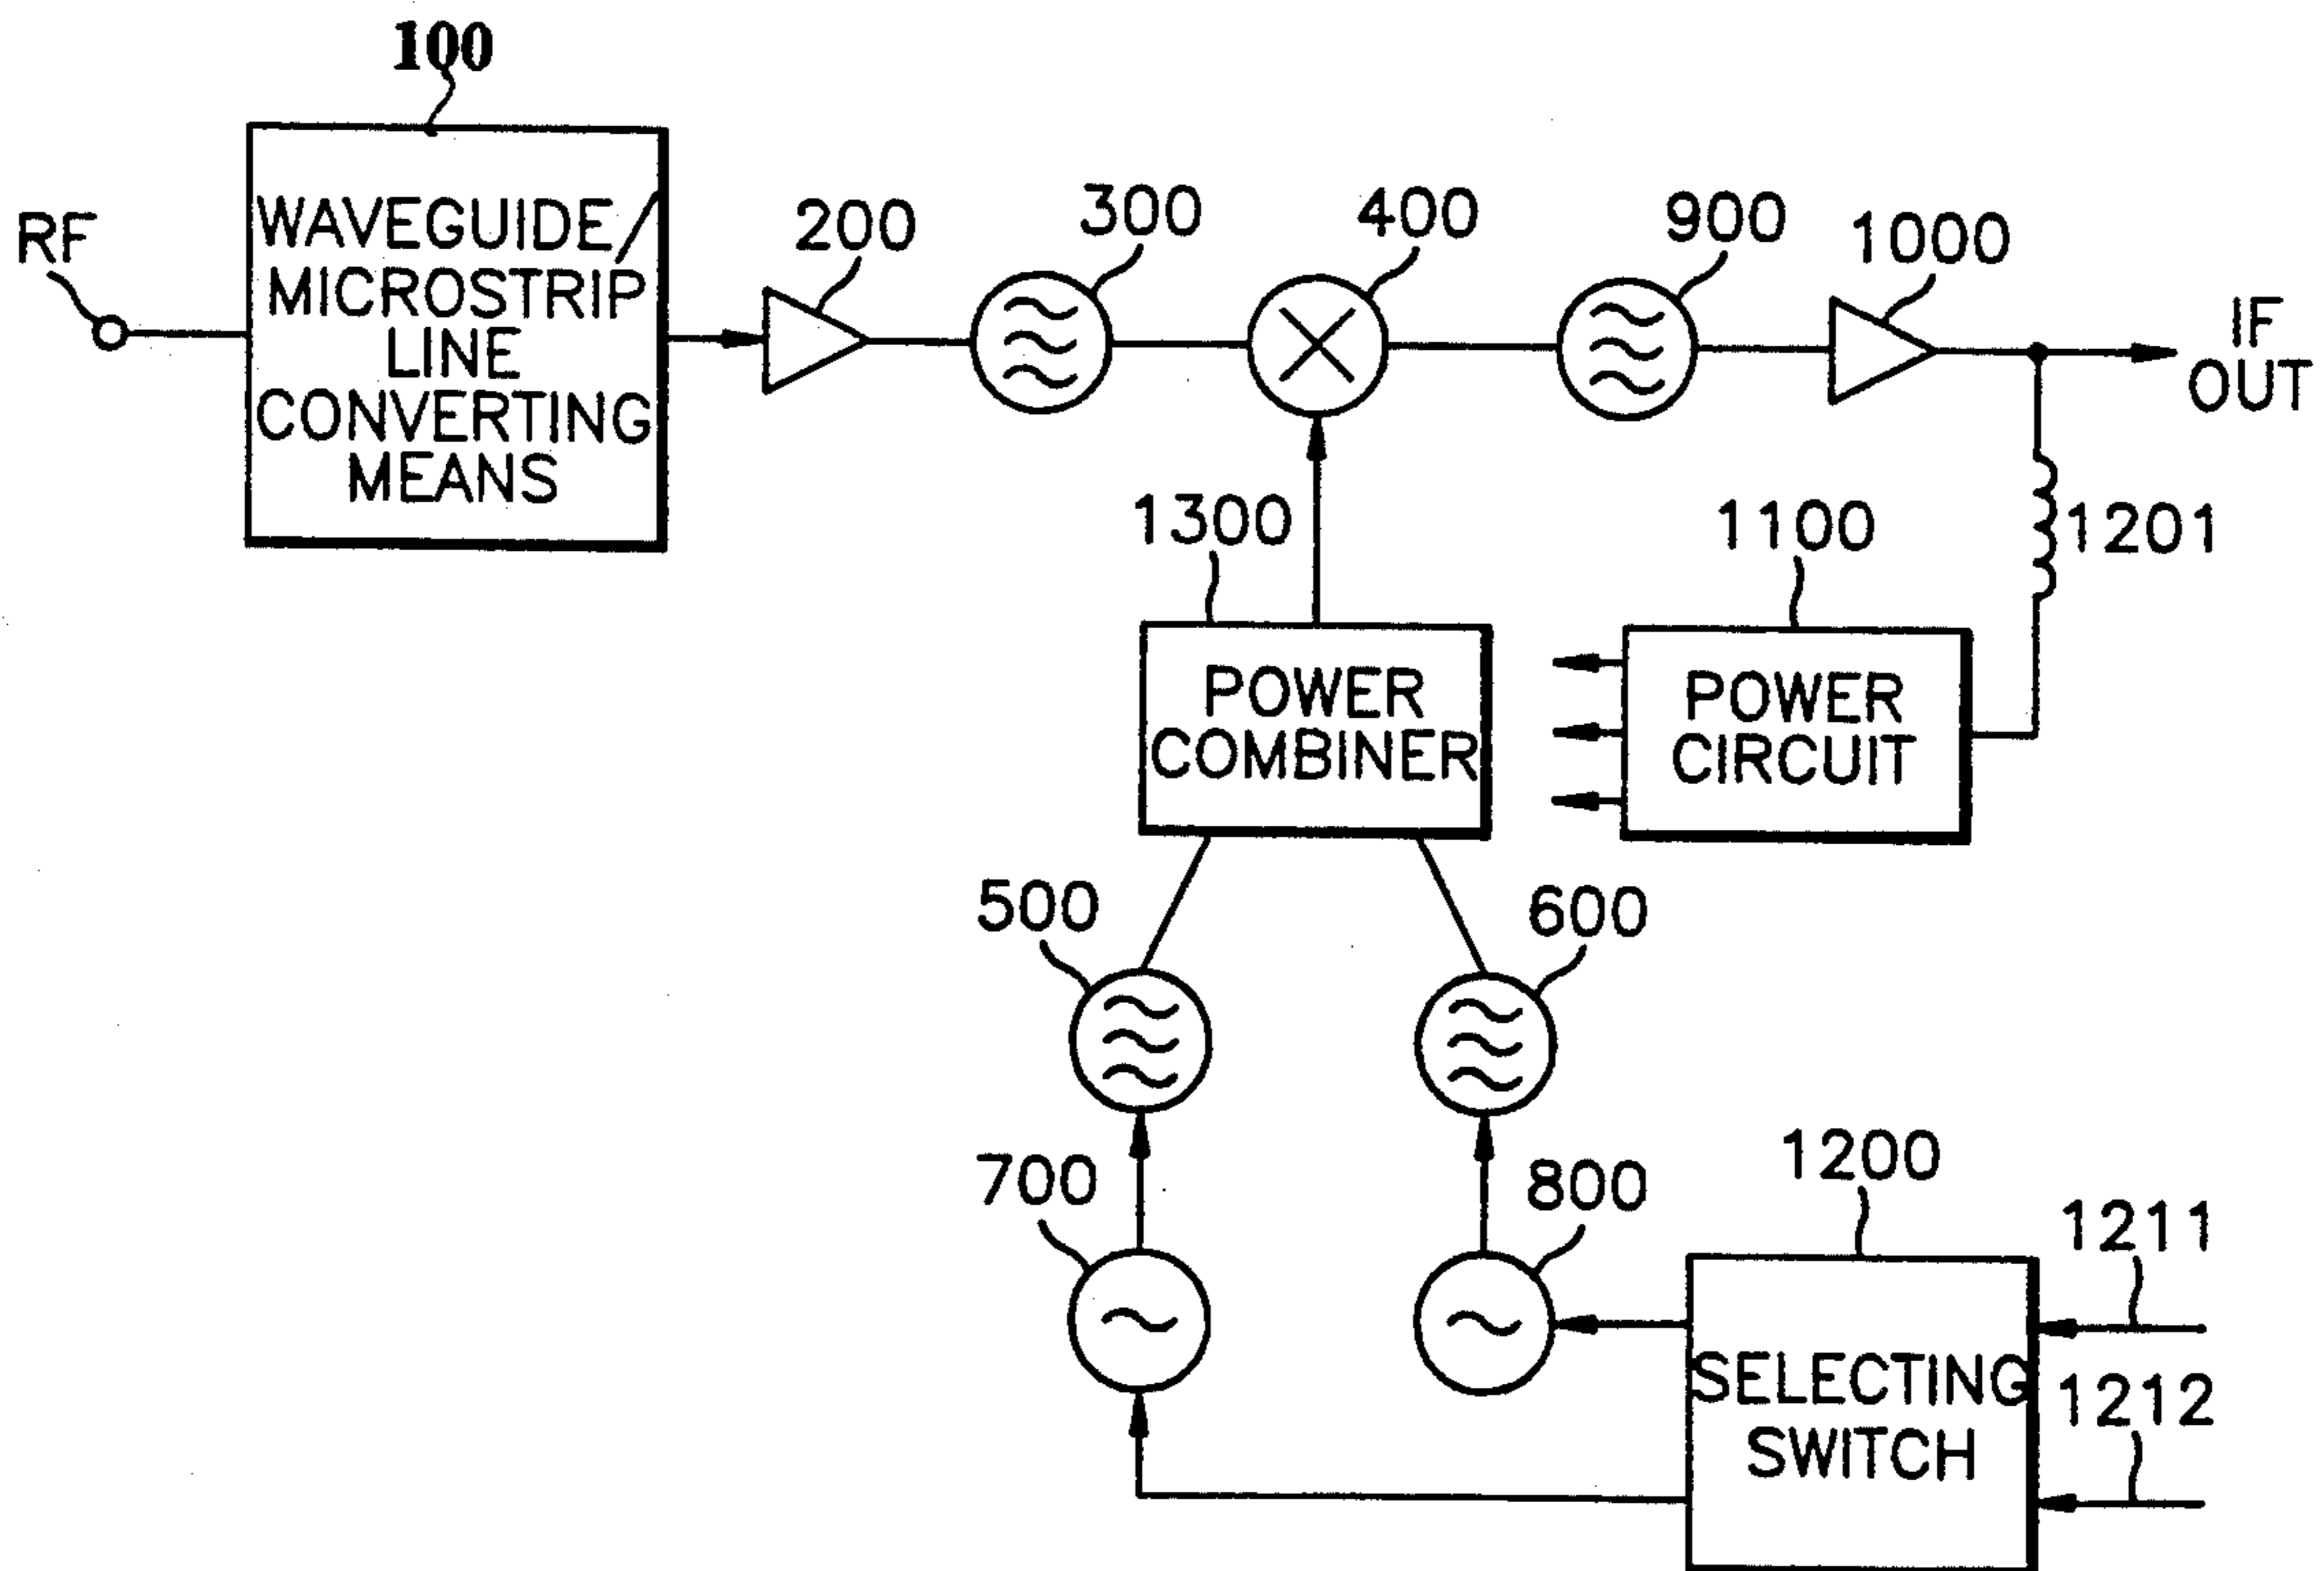 100
RF
WAVEGUIDE/
MICROSTRIP
LINE
CONVERTING
MEANS
200
300
400
900
1000
IF
OUT
1300
1100
1201
POWER
COMBINER
POWER
CIRCUIT
500
600
700
800
1200
1211
1212
SELECTING
SWITCH